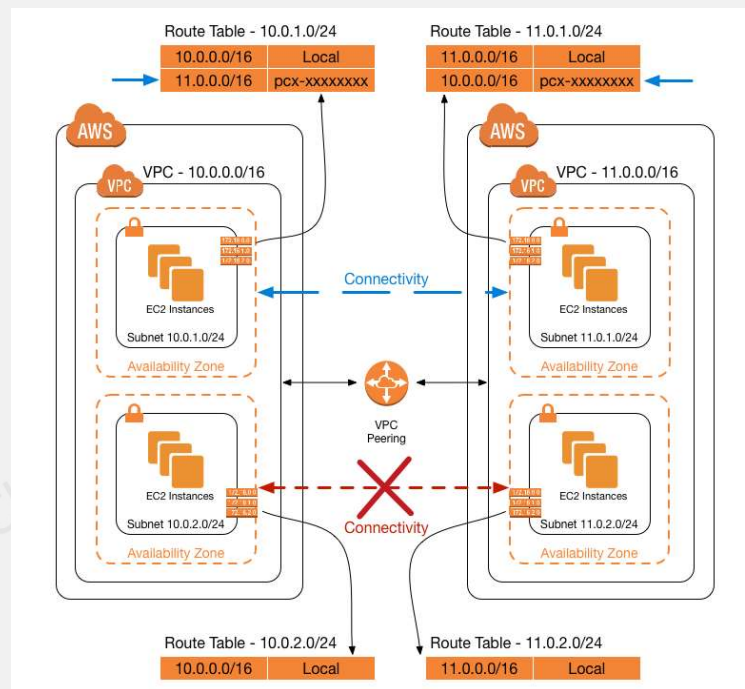 Route Table - 10.0.1.0/24
10.0.0.0/16 Local
11.0.0.0/16 pcx-xxxxxxxx
Route Table - 11.0.1.0/24
11.0.0.0/16 Local
10.0.0.0/16 pcx-xxxxxxxx
AWS
VPC - 10.0.0.0/16
VPC
EC2 Instances
Subnet 10.0.1.0/24
Availability Zone
EC2 Instances
Subnet 10.0.2.0/24
Availability Zone
Connectivity
VPC
Peering
Connectivity
AWS
VPC - 11.0.0.0/16
VPC
EC2 Instances
Subnet 11.0.1.0/24
Availability Zone
EC2 Instances
Subnet 11.0.2.0/24
Availability Zone
Route Table - 10.0.2.0/24
10.0.0.0/16 Local
Route Table - 11.0.2.0/24
11.0.0.0/16 Local